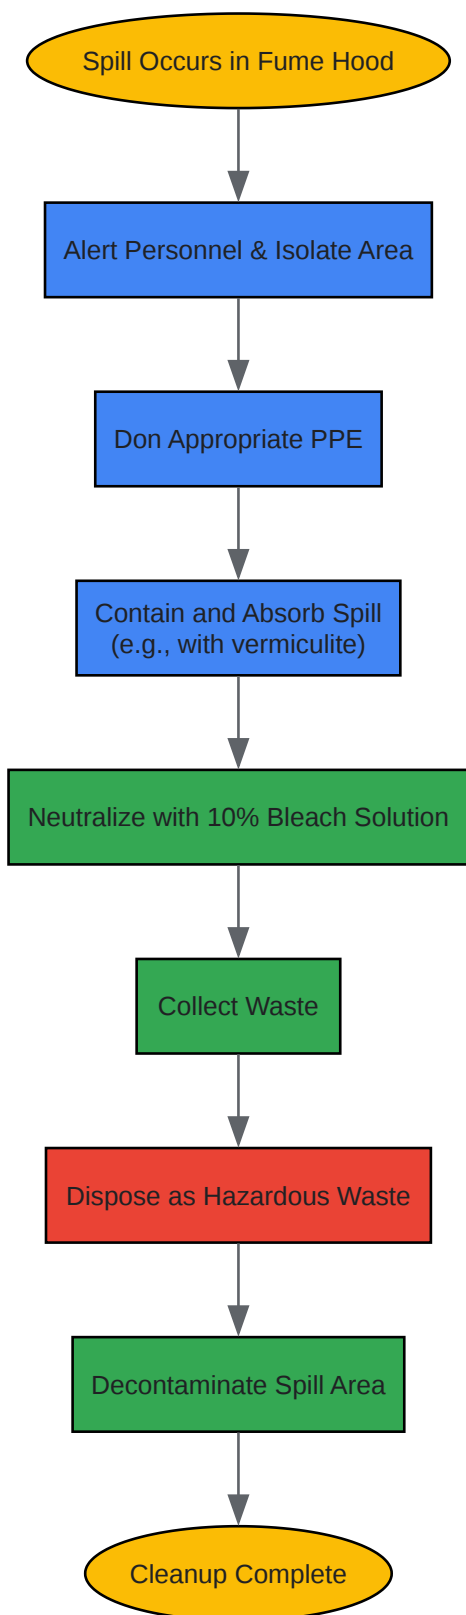 Spill Occurs in Fume Hood
Alert Personnel & Isolate Area
Don Appropriate PPE
Contain and Absorb Spill
(e.g., with vermiculite)
Neutralize with 10% Bleach Solution
Collect Waste
Dispose as Hazardous Waste
Decontaminate Spill Area
Cleanup Complete